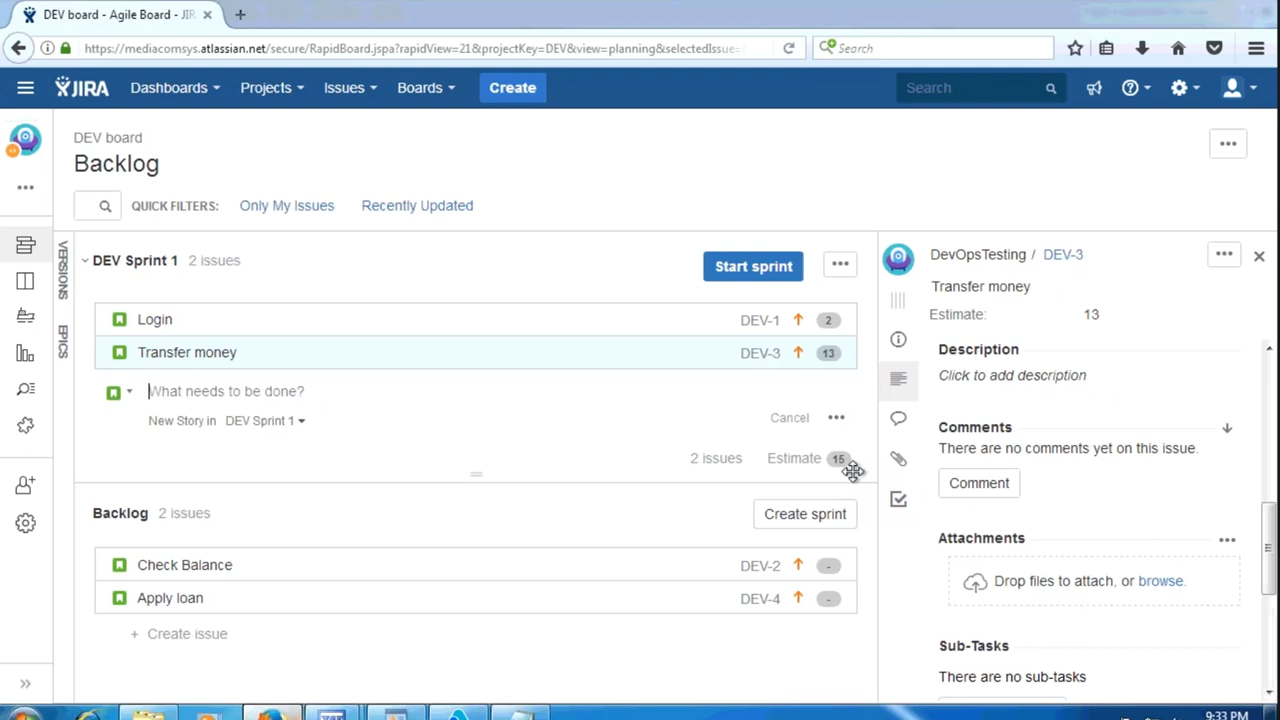 DEV board - Agile Board - JIR
https://mediacomsys.atlassian.net/secure/RapidBoard.jspa?rapidView=21&projectKey=DEV&view=planning&selectedIssue=
Search
JIRA Dashboards Projects Issues Boards Create Search
DEV board
Backlog
QUICK FILTERS: Only My Issues Recently Updated
VERSIONS
EPICS
DEV Sprint 1 2 issues Start sprint
Login DEV-1 2
Transfer money DEV-3 13
What needs to be done?
New Story in DEV Sprint 1 Cancel
2 issues Estimate 15
Backlog 2 issues Create sprint
Check Balance DEV-2 -
Apply loan DEV-4 -
+ Create issue
DevOpsTesting / DEV-3
Transfer money
Estimate: 13
Description
Click to add description
Comments
There are no comments yet on this issue.
Comment
Attachments
Drop files to attach, or browse.
Sub-Tasks
There are no sub-tasks
9:33 PM